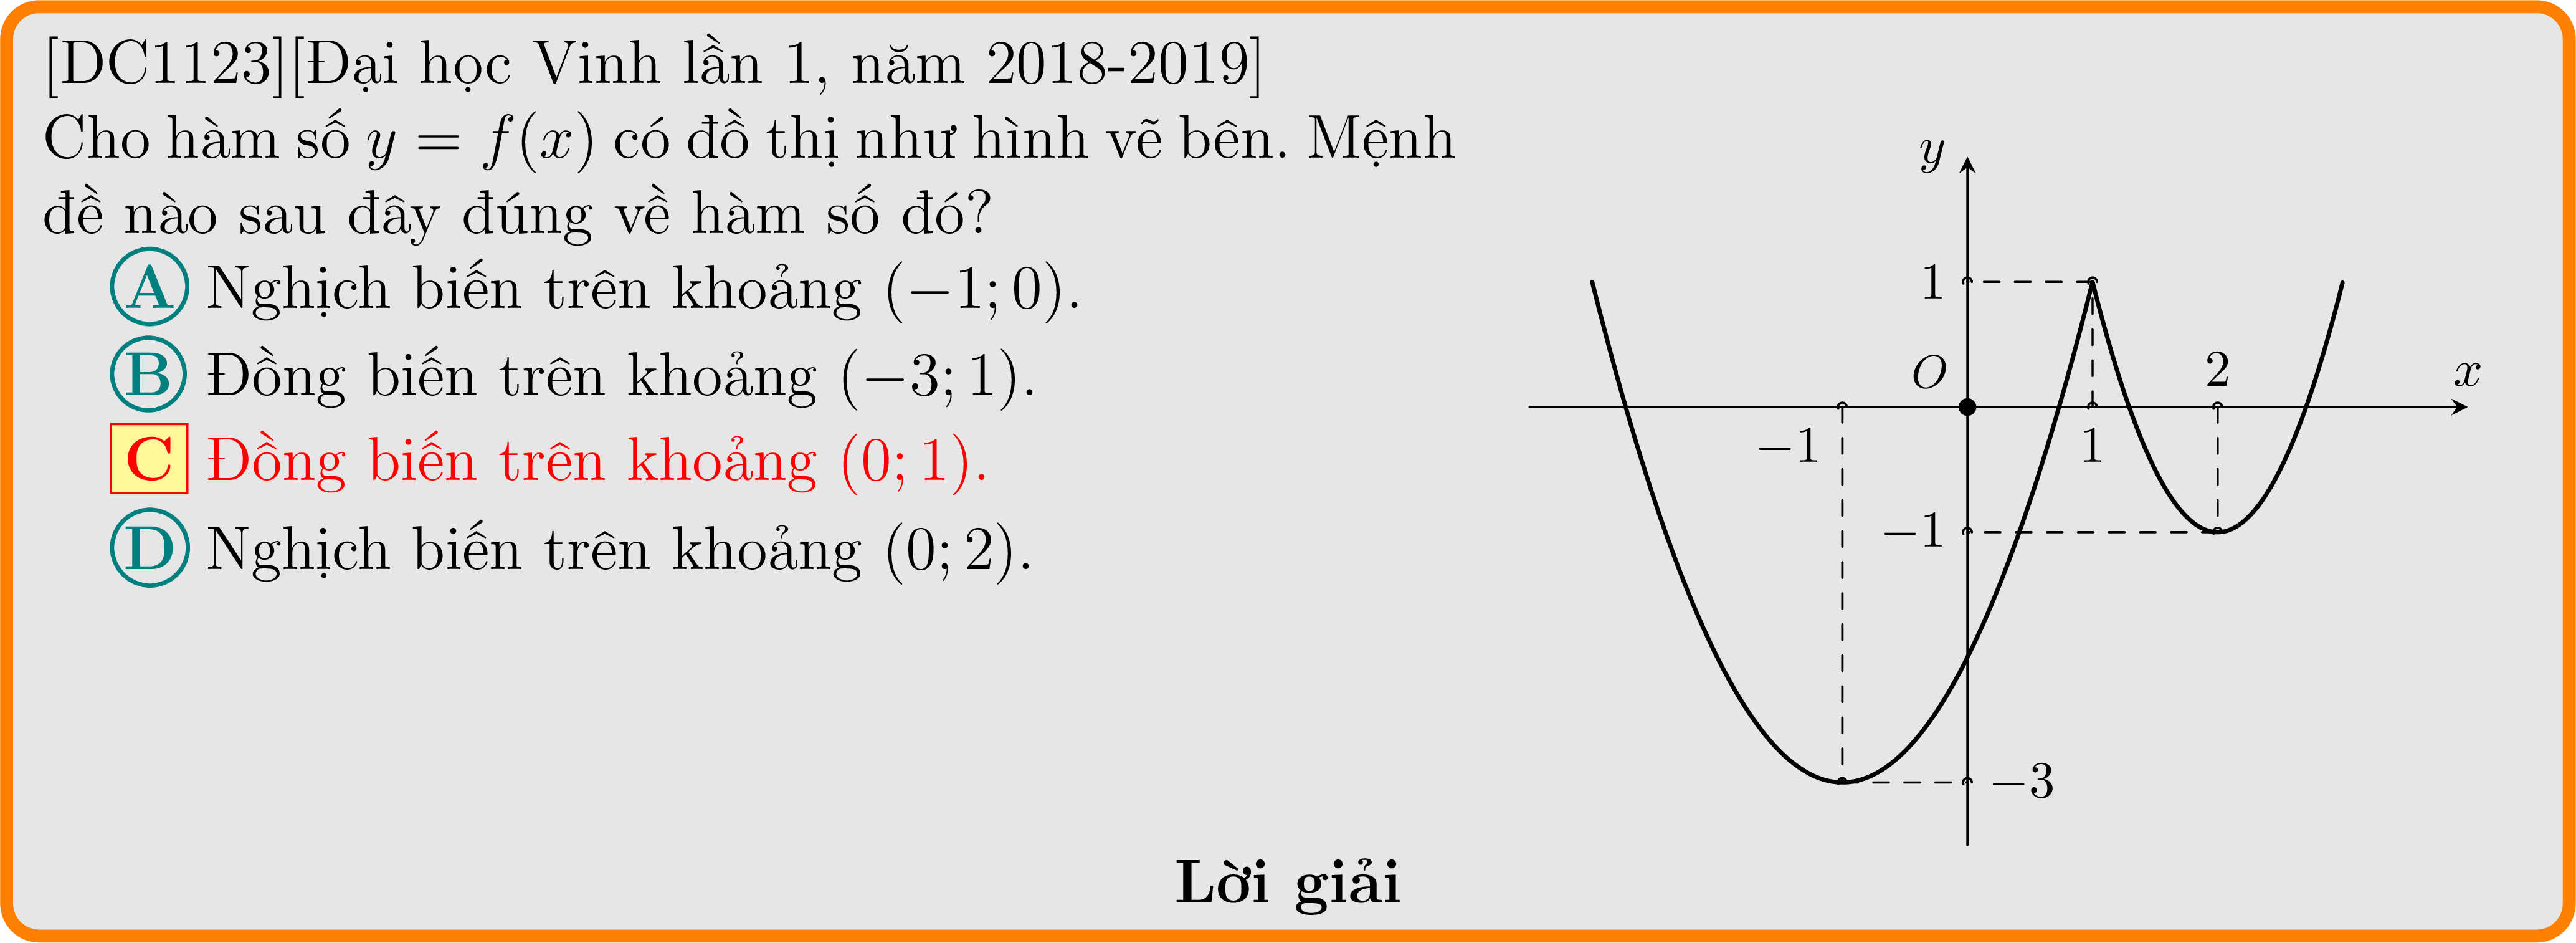 [DC1123][Đại học Vinh lần 1, năm 2018-2019]
Cho hàm số y = f(x) có đồ thị như hình vẽ bên. Mệnh
đề nào sau đây đúng về hàm số đó?
A Nghịch biến trên khoảng (−1; 0).
B Đồng biến trên khoảng (−3; 1).
C Đồng biến trên khoảng (0; 1).
D Nghịch biến trên khoảng (0; 2).
y
1
O
2
x
−1
1
−1
−3
Lời giải